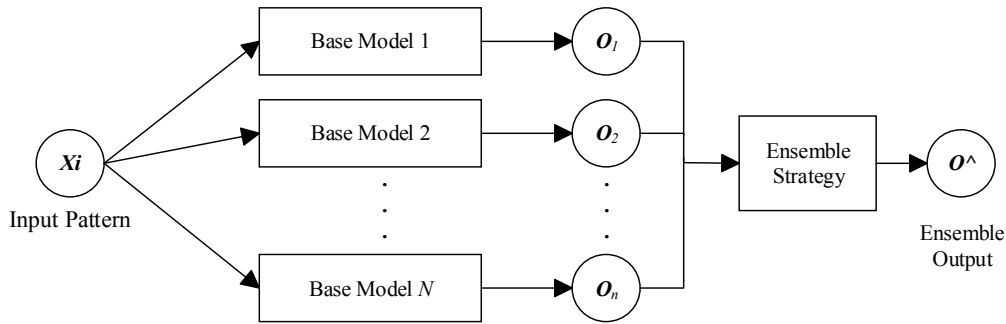 Base Model 1
O1
Base Model 2
O2
Xi
Input Pattern
Ensemble
Strategy
O^
Ensemble
Output
. .
. .
. .
Base Model N
On